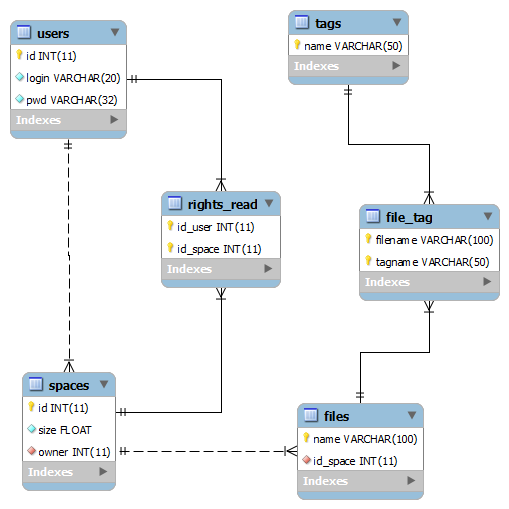 users
id INT(11)
login VARCHAR(20)
pwd VARCHAR(32)
Indexes
tags
name VARCHAR(50)
Indexes
rights_read
id_user INT(11)
id_space INT(11)
Indexes
file_tag
filename VARCHAR(100)
tagname VARCHAR(50)
Indexes
spaces
id INT(11)
size FLOAT
owner INT(11)
Indexes
files
name VARCHAR(100)
id_space INT(11)
Indexes